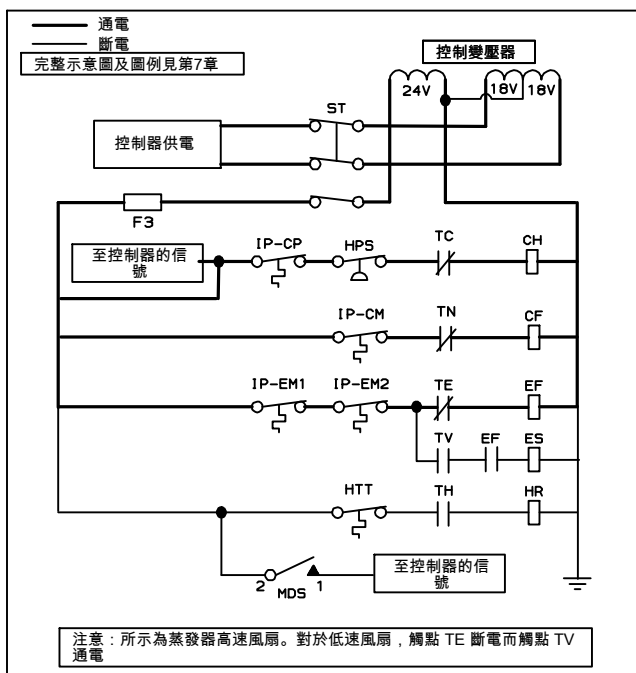 通電
斷電
完整示意圖及圖例見第7章
控制變壓器
24V
18V
18V
ST
控制器供電
F3
至控制器的信
號
IP-CP
HPS
TC
CH
IP-CM
TN
CF
IP-EM1
IP-EM2
TE
EF
TV
EF
ES
HTT
TH
HR
2
MDS
1
至控制器的信
號
注意：所示為蒸發器高速風扇。對於低速風扇，觸點 TE 斷電而觸點 TV
通電